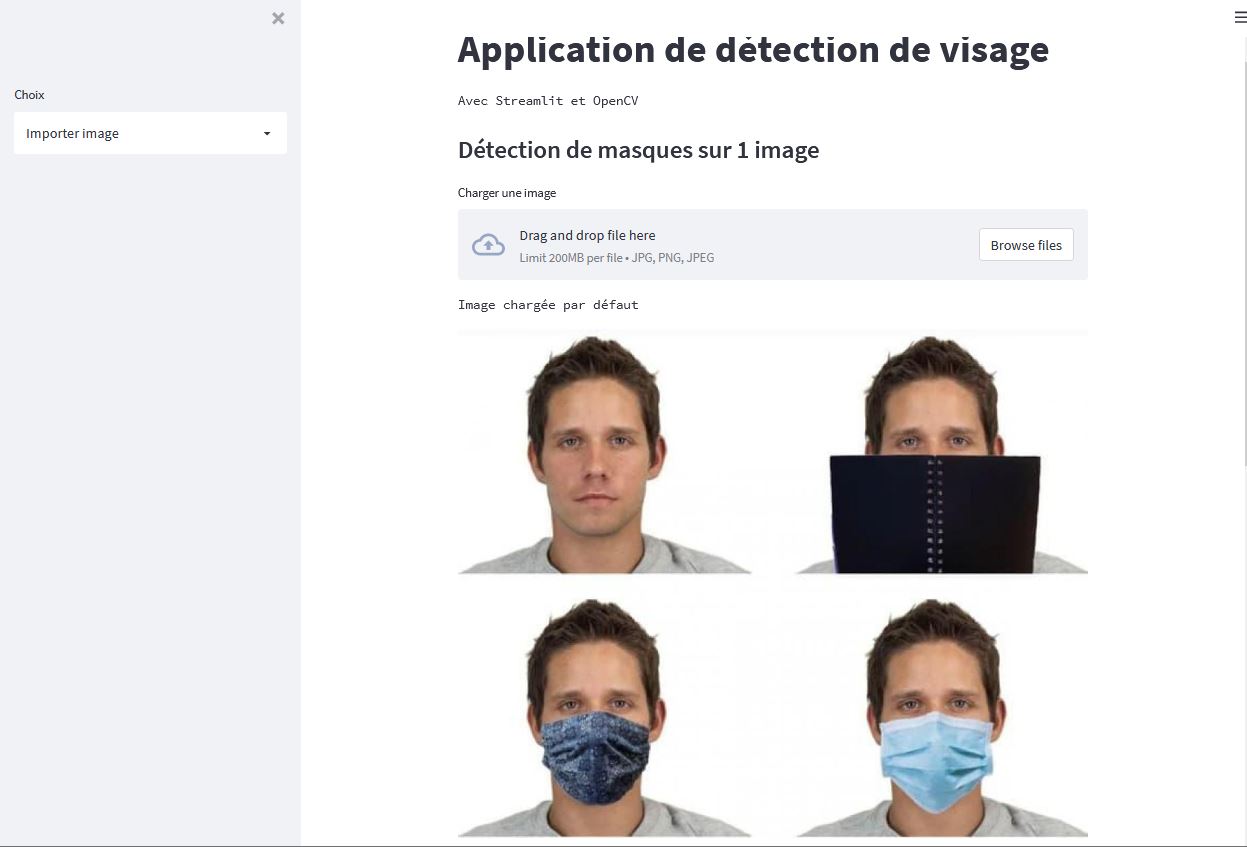 Choix
Importer image
Application de détection de visage
Avec Streamlit et OpenCV
Détection de masques sur 1 image
Charger une image
Drag and drop file here
Limit 200MB per file • JPG, PNG, JPEG
Browse files
Image chargée par défaut